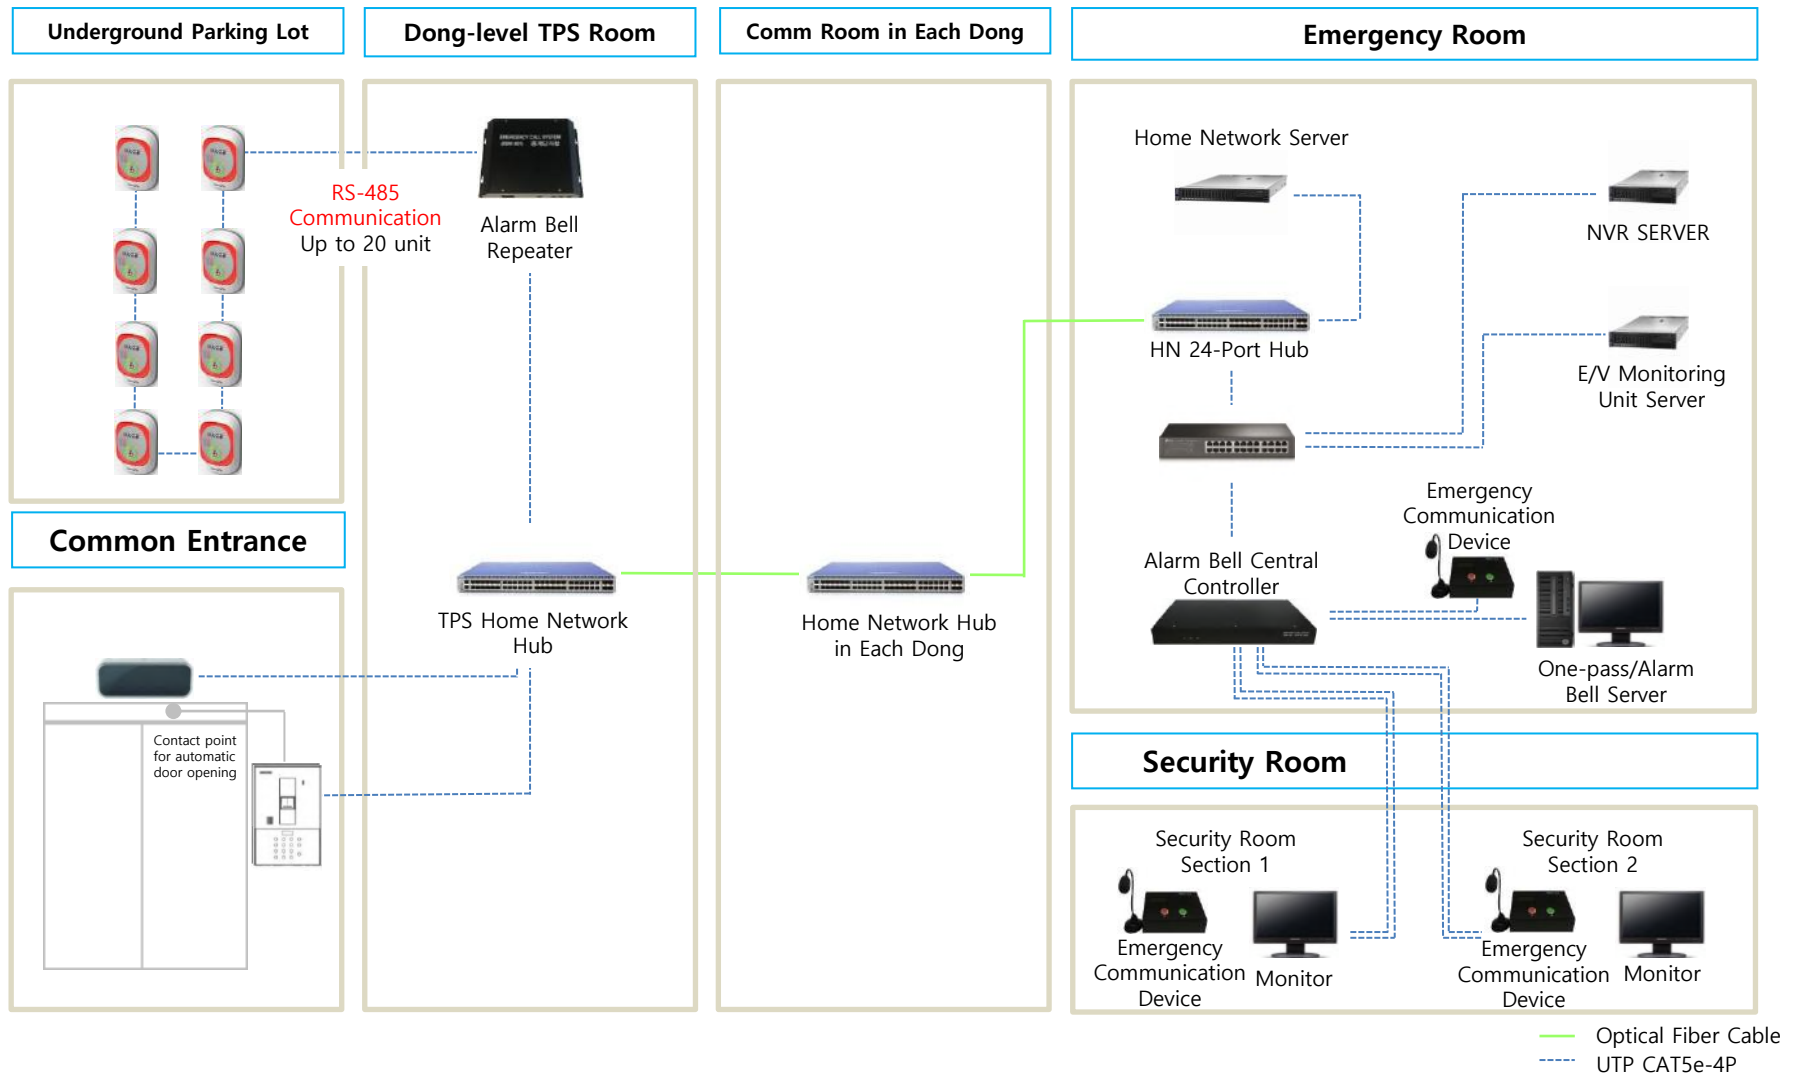 Underground Parking Lot
Dong-level TPS Room
Comm Room in Each Dong
Emergency Room
RS-485
Communication
Up to 20 unit
EMERGENCY CALL SYSTEM
Alarm Bell
Repeater
Home Network Server
NVR SERVER
HN 24-Port Hub
E/V Monitoring
Unit Server
Emergency
Communication
Device
Alarm Bell Central
Controller
One-pass/Alarm
Bell Server
Common Entrance
TPS Home Network
Hub
Home Network Hub
in Each Dong
Contact point
for automatic
door opening
Security Room
Security Room
Section 1
Emergency
Communication
Device
Monitor
Security Room
Section 2
Emergency
Communication
Device
Monitor
Optical Fiber Cable
UTP CAT5e-4P